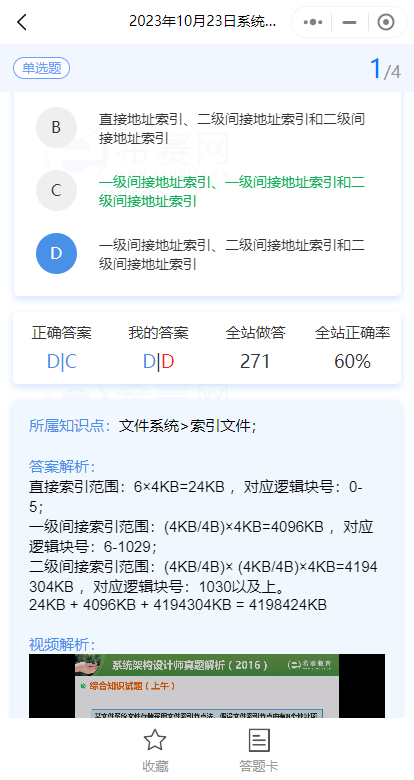 2023年10月23日系统...
单选题
1/4
B
直接地址索引、二级间接地址索引和二级间
接地址索引
C
一级间接地址索引、一级间接地址索引和二
级间接地址索引
D
一级间接地址索引、二级间接地址索引和二
级间接地址索引
正确答案 我的答案 全站做答 全站正确率
D|C D|D 271 60%
所属知识点：文件系统>索引文件；
答案解析：
直接索引范围：6×4KB=24KB ，对应逻辑块号：0-
5；
一级间接索引范围：(4KB/4B)×4KB=4096KB ，对应
逻辑块号：6-1029；
二级间接索引范围：(4KB/4B)× (4KB/4B)×4KB=4194
304KB ，对应逻辑块号：1030以及上。
24KB + 4096KB + 4194304KB = 4198424KB
视频解析：
系统架构设计师真题解析（2016） 希赛教育
综合知识试题（上午）
收藏 答题卡